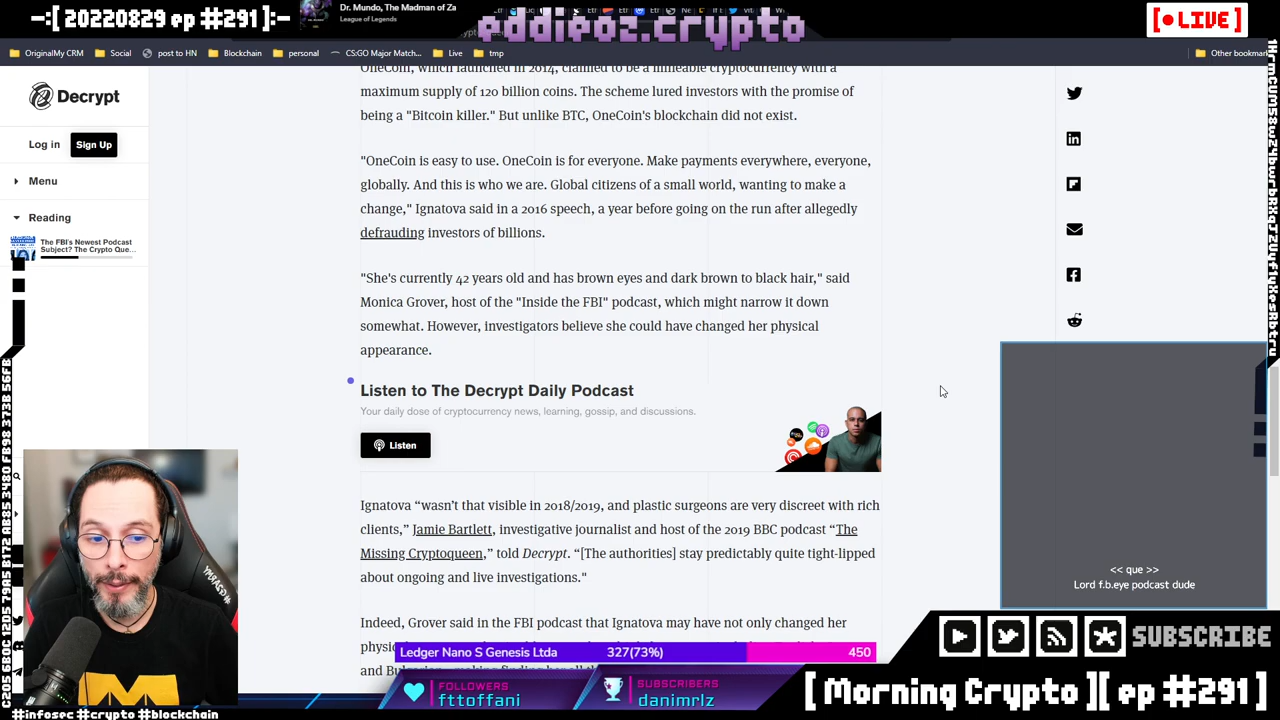 -:[ 20220829 ep #291 ]:-
Dr. Mundo, The Madman of Za
League of Legends
eddieoz.crypto
[ LIVE ]
OriginalMy CRM
Social
post to HN
Blockchain
personal
CS:GO Major Match...
Live
tmp
Other bookmar
Decrypt
Log in
Sign Up
Menu
Reading
The FBI's Newest Podcast
Subject? The Crypto Que...
OneCoin, which launched in 2014, claimed to be a mineable cryptocurrency with a
maximum supply of 120 billion coins. The scheme lured investors with the promise of
being a "Bitcoin killer." But unlike BTC, OneCoin's blockchain did not exist.
"OneCoin is easy to use. OneCoin is for everyone. Make payments everywhere, everyone,
globally. And this is who we are. Global citizens of a small world, wanting to make a
change," Ignatova said in a 2016 speech, a year before going on the run after allegedly
defrauding investors of billions.
"She's currently 42 years old and has brown eyes and dark brown to black hair," said
Monica Grover, host of the "Inside the FBI" podcast, which might narrow it down
somewhat. However, investigators believe she could have changed her physical
appearance.
Listen to The Decrypt Daily Podcast
Your daily dose of cryptocurrency news, learning, gossip, and discussions.
Listen
Ignatova “wasn’t that visible in 2018/2019, and plastic surgeons are very discreet with rich
clients,” Jamie Bartlett, investigative journalist and host of the 2019 BBC podcast “The
Missing Cryptoqueen,” told Decrypt. “[The authorities] stay predictably quite tight-lipped
about ongoing and live investigations."
Indeed, Grover said in the FBI podcast that Ignatova may have not only changed her
<< que >>
Lord f.b.eye podcast dude
Ledger Nano S Genesis Ltda
327(73%)
450
FOLLOWERS
fttoffani
SUBSCRIBERS
danimrlz
SUBSCRIBE
[ Morning Crypto ][ ep #291 ]
#infosec #crypto #blockchain